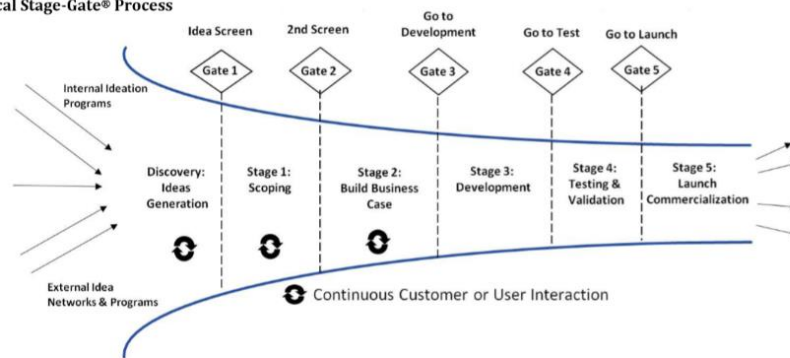 Stage-Gate® Process
Idea Screen
2nd Screen
Go to
Development
Go to Test
Go to Launch
Gate 1
Gate 2
Gate 3
Gate 4
Gate 5
Internal Ideation
Programs
Discovery:
Ideas
Generation
Stage 1:
Scoping
Stage 2:
Build Business
Case
Stage 3:
Development
Stage 4:
Testing &
Validation
Stage 5:
Launch
Commercialization
External Idea
Networks & Programs
Continuous Customer or User Interaction